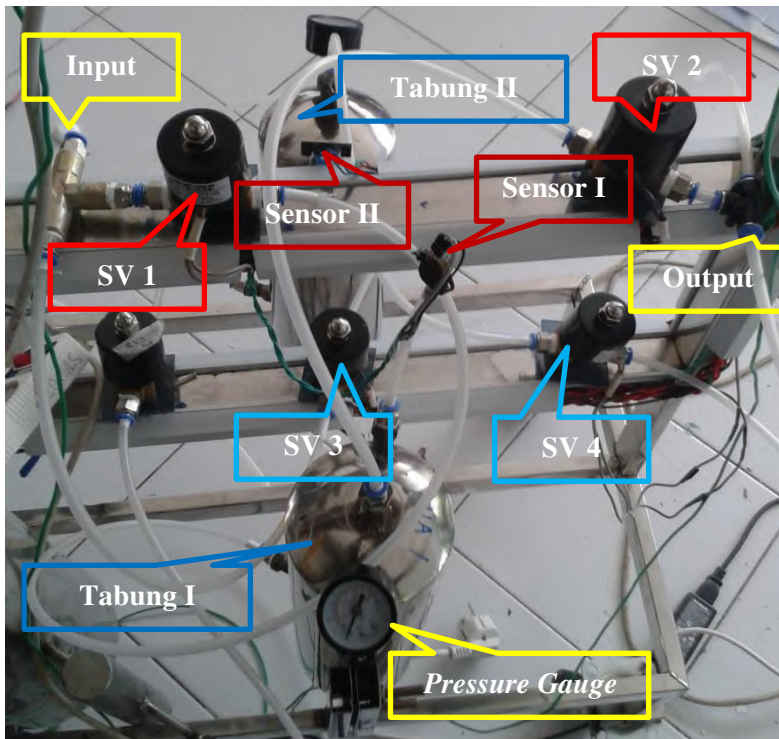 Input
Tabung II
SV 2
Sensor II
Sensor I
SV 1
Output
SV 3
SV 4
Tabung I
Pressure Gauge